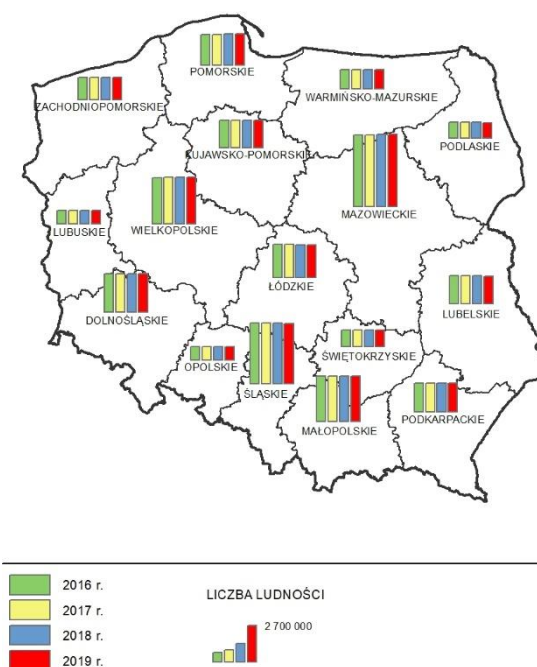 POMORSKIE
ZACHODNIOPOMORSKIE
WARMIŃSKO-MAZURSKIE
KUJAWSKO-POMORSKIE
PODLASKIE
MAZOWIECKIE
LUBUSKIE
WIELKOPOLSKIE
ŁÓDZKIE
DOLNOŚLĄSKIE
LUBELSKIE
OPOLSKIE
ŚWIĘTOKRZYSKIE
ŚLĄSKIE
MAŁOPOLSKIE
PODKARPACKIE
2016 r.
2017 r.
2018 r.
2019 r.
LICZBA LUDNOŚCI
2 700 000